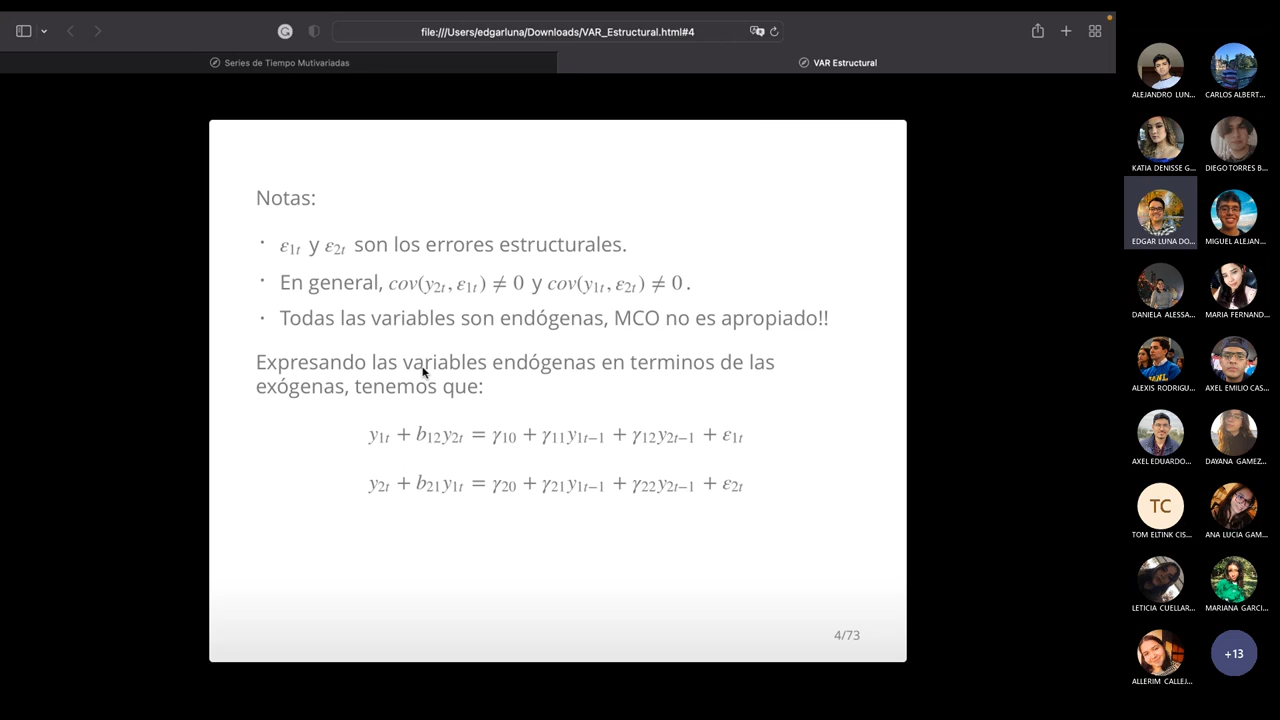 file:///Users/edgarluna/Downloads/VAR_Estructural.html#4
Series de Tiempo Mutivariadas
VAR Estructural
Notas:
· ε₁ₜ y ε₂ₜ son los errores estructurales.
· En general, cov(y₂ₜ, ε₁ₜ) ≠ 0 y cov(y₁ₜ, ε₂ₜ) ≠ 0.
· Todas las variables son endógenas, MCO no es apropiado!!
Expresando las variables endógenas en terminos de las
exógenas, tenemos que:
y₁ₜ + b₁₂y₂ₜ = γ₁₀ + γ₁₁y₁ₜ₋₁ + γ₁₂y₂ₜ₋₁ + ε₁ₜ
y₂ₜ + b₂₁y₁ₜ = γ₂₀ + γ₂₁y₁ₜ₋₁ + γ₂₂y₂ₜ₋₁ + ε₂ₜ
4/73
ALEJANDRO LUN...
CARLOS ALBERT...
KATIA DENISSE G...
DIEGO TORRES B...
EDGAR LUNA DO...
MIGUEL ALEJAN...
DANIELA ALESSA...
MARIA FERNAND...
ALEXIS RODRIGU...
AXEL EMILIO CAS...
AXEL EDUARDO...
DAYANA GAMEZ...
TC
TOM ELTINK CIS...
ANA LUCIA GAM...
LETICIA CUELLAR...
MARIANA GARCI...
ALLERIM CALLEJ...
+13